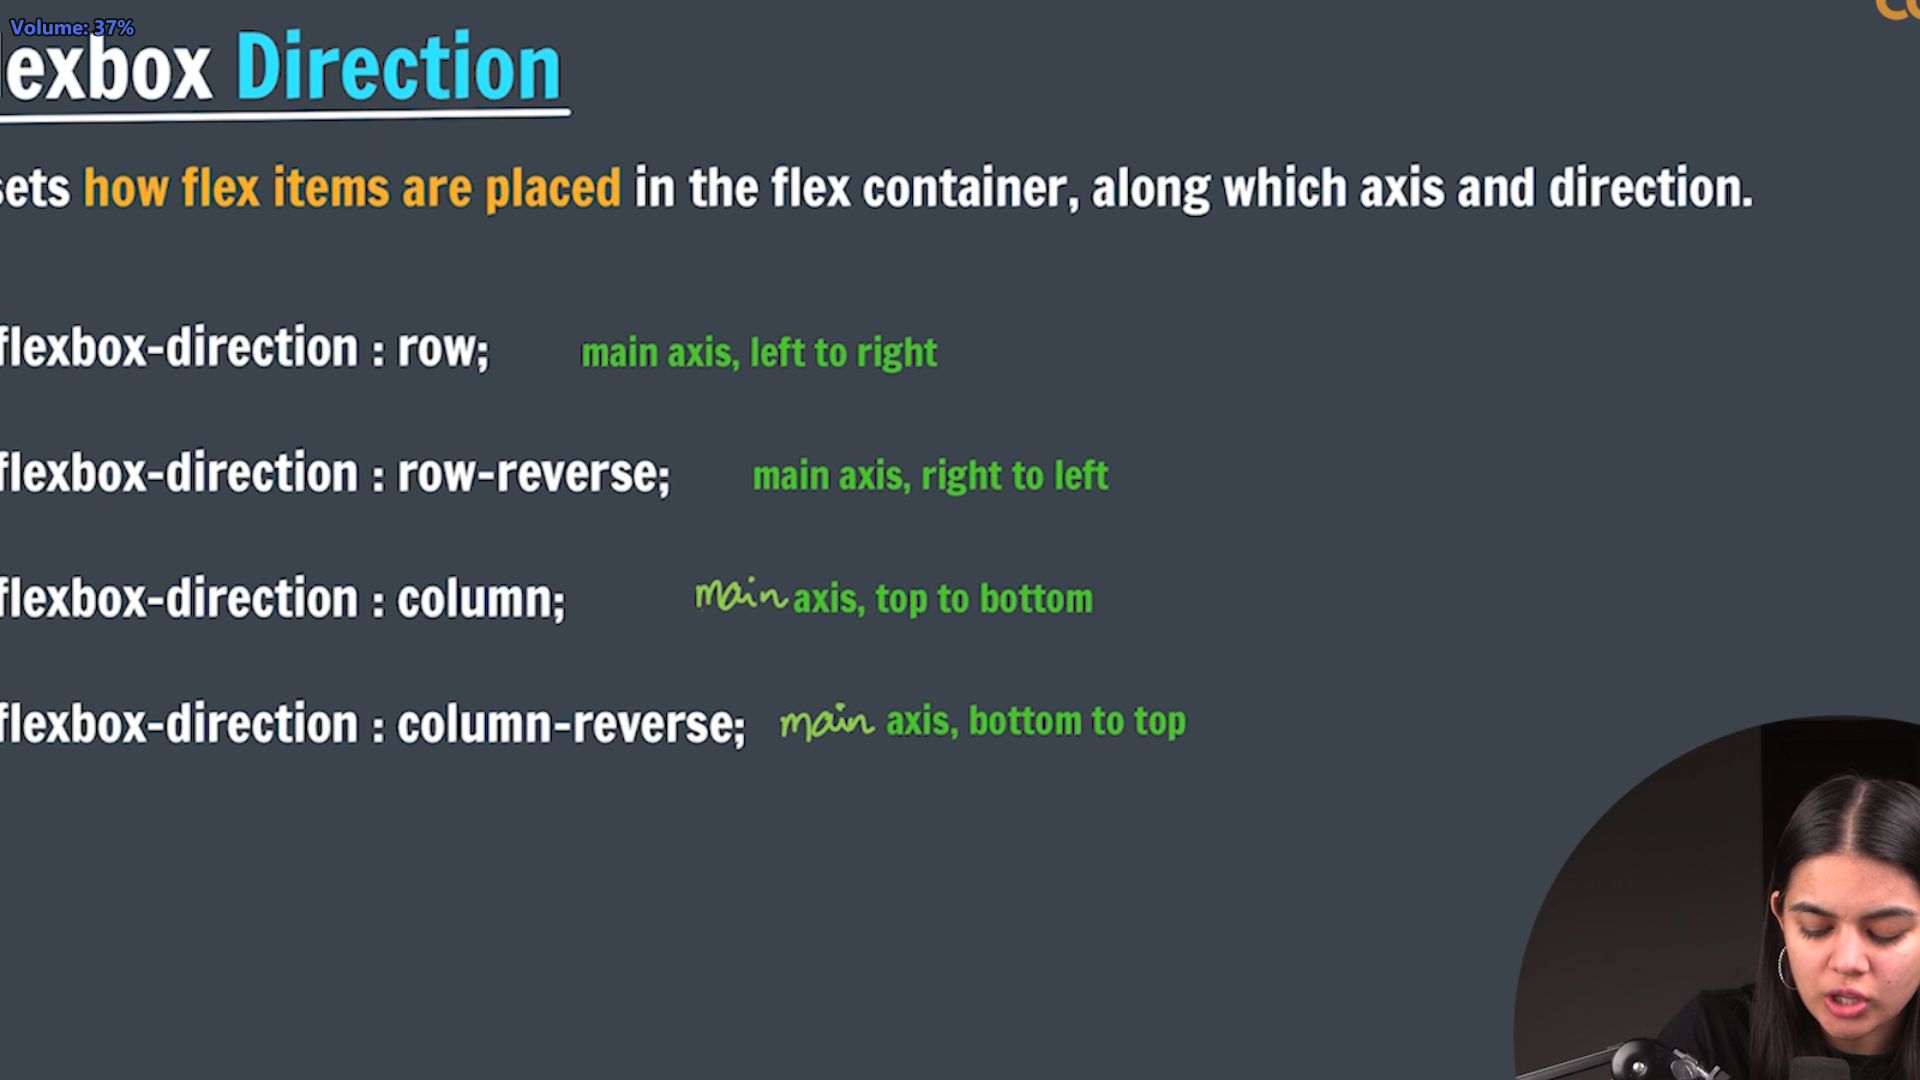 Volume: 37%
lexbox Direction
sets how flex items are placed in the flex container, along which axis and direction.
flexbox-direction : row; main axis, left to right
flexbox-direction : row-reverse; main axis, right to left
flexbox-direction : column; main axis, top to bottom
flexbox-direction : column-reverse; main axis, bottom to top